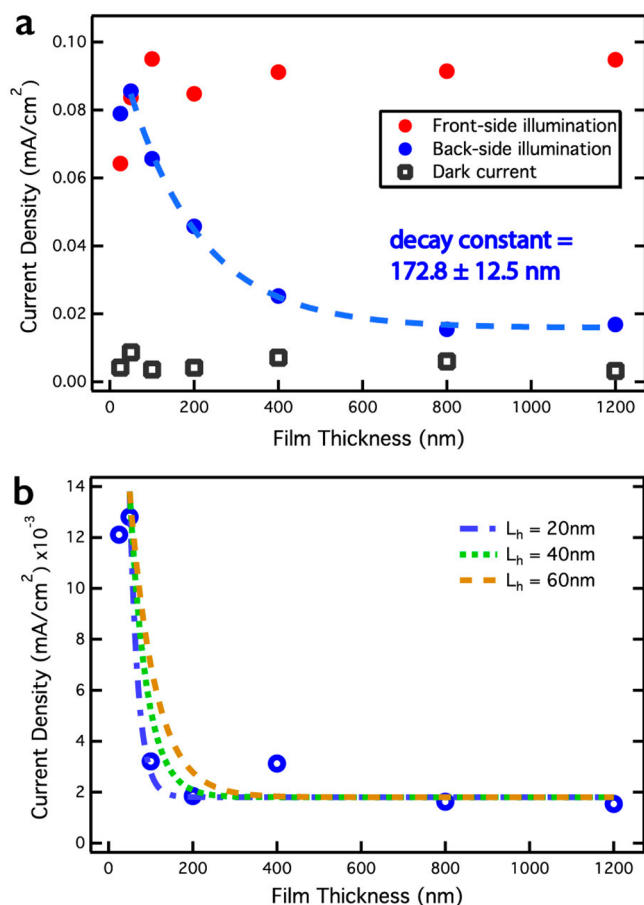 a
0.10
0.08
0.06
0.04
0.02
0.00
Current Density (mA/cm²)
Front-side illumination
Back-side illumination
Dark current
decay constant =
172.8 ± 12.5 nm
0 200 400 600 800 1000 1200
Film Thickness (nm)
b
14
12
10
8
6
4
2
0
Current Density (mA/cm²) x10⁻³
Lₕ = 20nm
Lₕ = 40nm
Lₕ = 60nm
0 200 400 600 800 1000 1200
Film Thickness (nm)